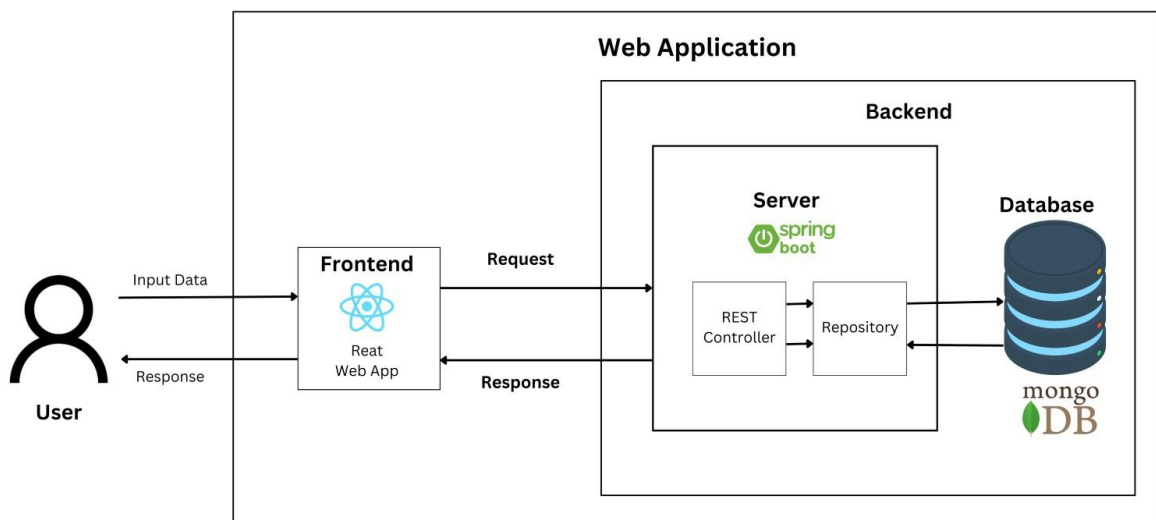 Web Application
Backend
Server
spring
boot
Database
Frontend
Request
Input Data
REST
Controller
Repository
Reat
Web App
Response
Response
User
mongo
DB